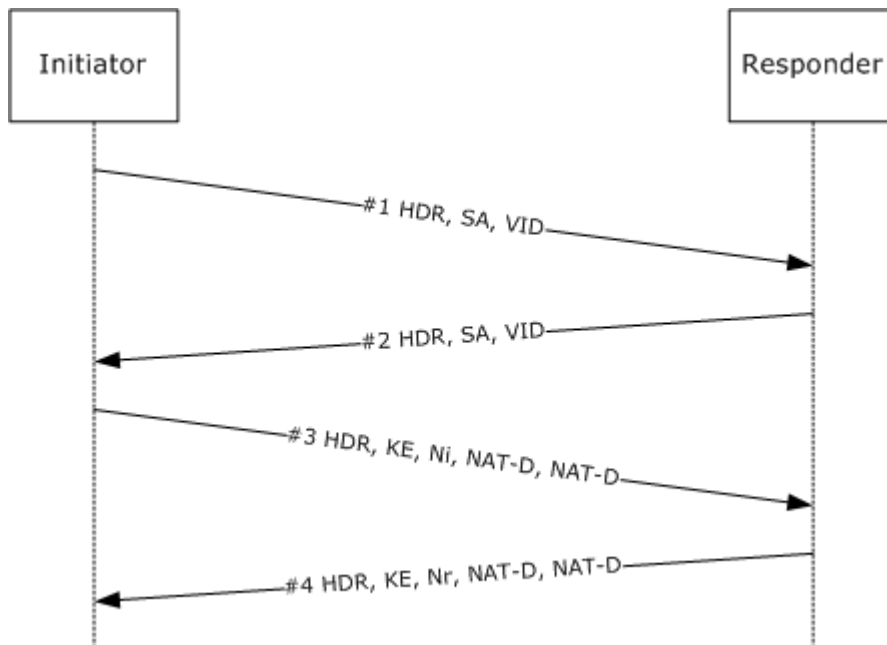 Initiator
Responder
#1 HDR, SA, VID
#2 HDR, SA, VID
#3 HDR, KE, Ni, NAT-D, NAT-D
#4 HDR, KE, Nr, NAT-D, NAT-D